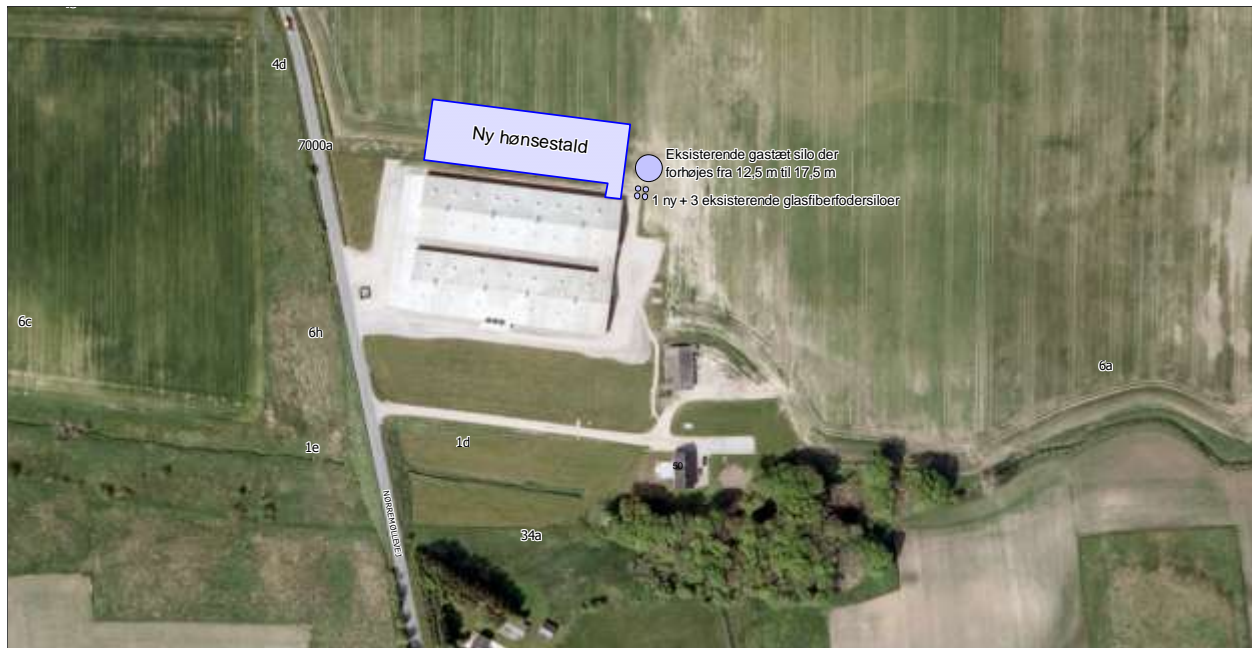 4d
7000a
Ny hønsestald
Eksisterende gastæt silo der
forhøjes fra 12,5 m til 17,5 m
1 ny + 3 eksisterende glasfiberfodersiloer
6c
6h
6a
1e
1d
50
34a
NØRREMØLLEVEJ